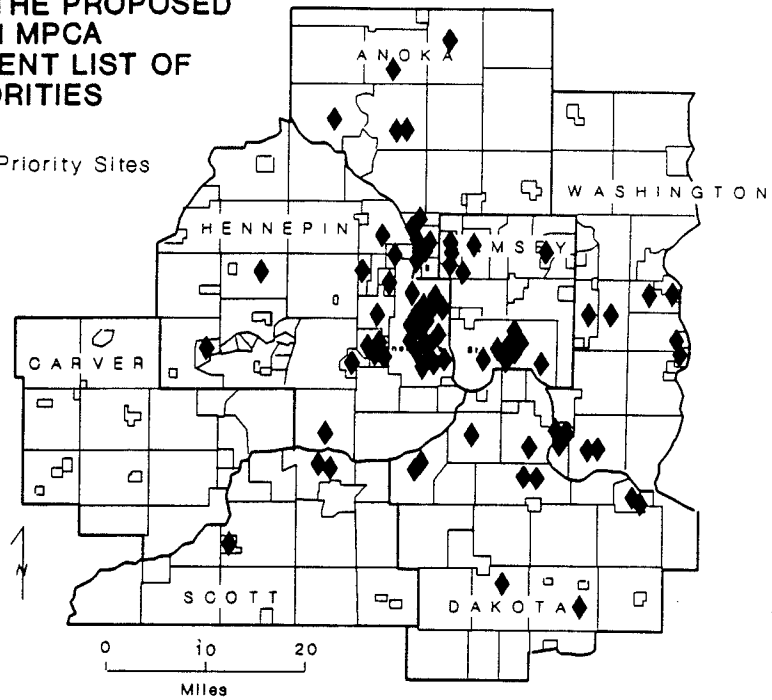 THE PROPOSED
MPCA
ENT LIST OF
ORITIES
Priority Sites
ANOKA
WASHINGTON
HENNEPIN
MSEY
CARVER
SCOTT
DAKOTA
N
0 10 20
Miles